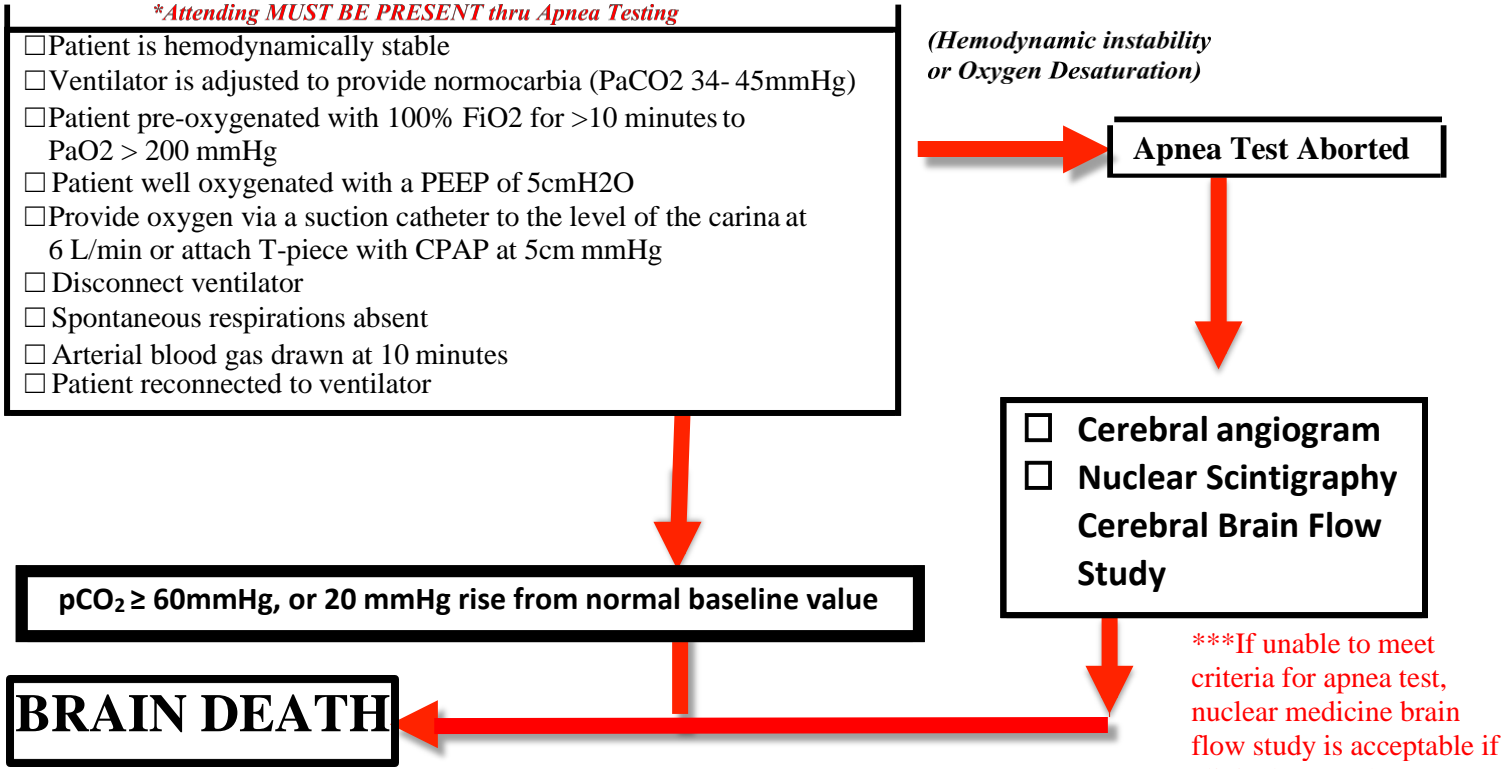 *Attending MUST BE PRESENT thru Apnea Testing
☐Patient is hemodynamically stable
☐Ventilator is adjusted to provide normocarbia (PaCO2 34- 45mmHg)
☐Patient pre-oxygenated with 100% FiO2 for >10 minutes to
PaO2 > 200 mmHg
☐Patient well oxygenated with a PEEP of 5cmH2O
☐Provide oxygen via a suction catheter to the level of the carina at
6 L/min or attach T-piece with CPAP at 5cm mmHg
☐Disconnect ventilator
☐Spontaneous respirations absent
☐Arterial blood gas drawn at 10 minutes
☐Patient reconnected to ventilator
(Hemodynamic instability
or Oxygen Desaturation)
Apnea Test Aborted
☐ Cerebral angiogram
☐ Nuclear Scintigraphy
Cerebral Brain Flow
Study
pCO₂ ≥ 60mmHg, or 20 mmHg rise from normal baseline value
BRAIN DEATH
***If unable to meet
criteria for apnea test,
nuclear medicine brain
flow study is acceptable if